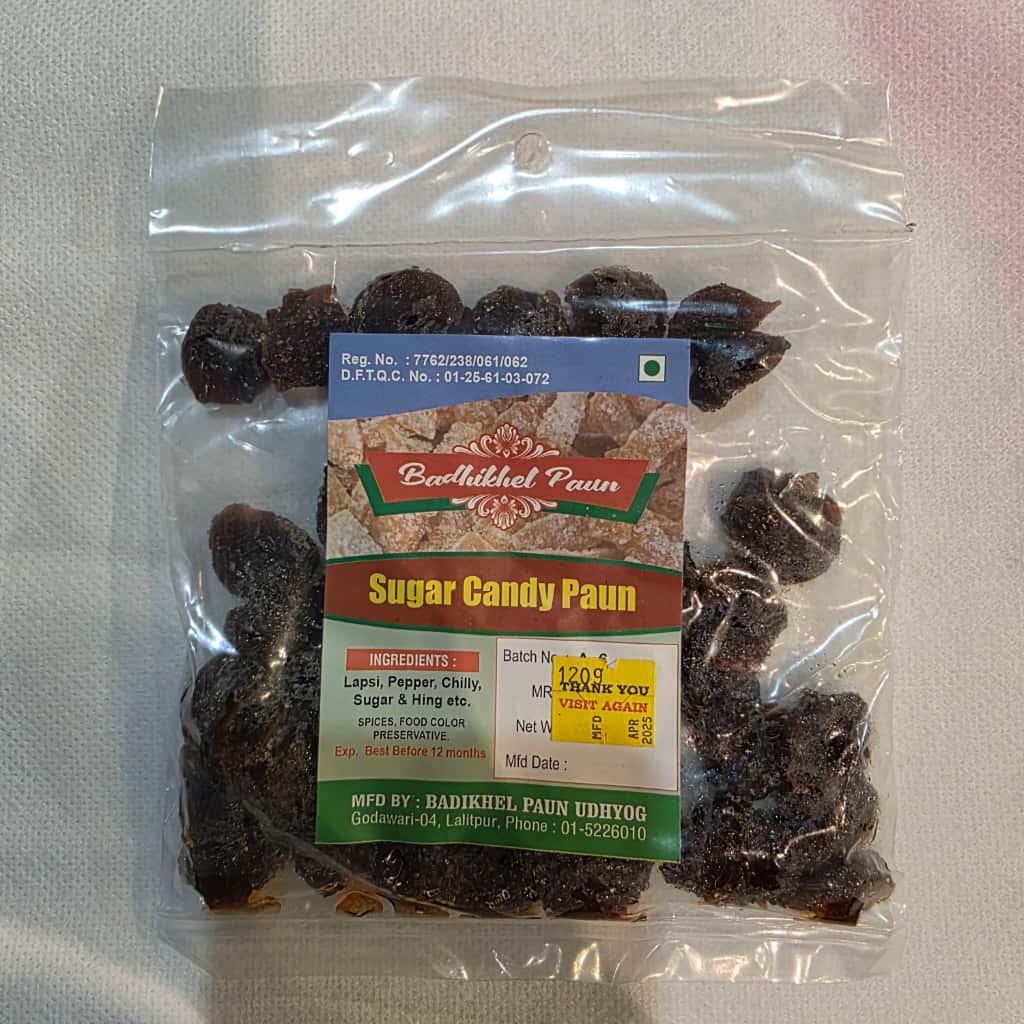 Reg. No. : 7762/238/061/062
D.F.T.Q.C. No. : 01-25-61-03-072
Badhikhel Paun
Sugar Candy Paun
INGREDIENTS :
Lapsi, Pepper, Chilly,
Sugar & Hing etc.
SPICES, FOOD COLOR
PRESERVATIVE.
Exp. Best Before 12 months
Batch No
MR
Net W
Mfd Date :
120g
THANK YOU
VISIT AGAIN
MFD
APR
2025
MFD BY : BADIKHEL PAUN UDHYOG
Godawari-04, Lalitpur, Phone : 01-5226010